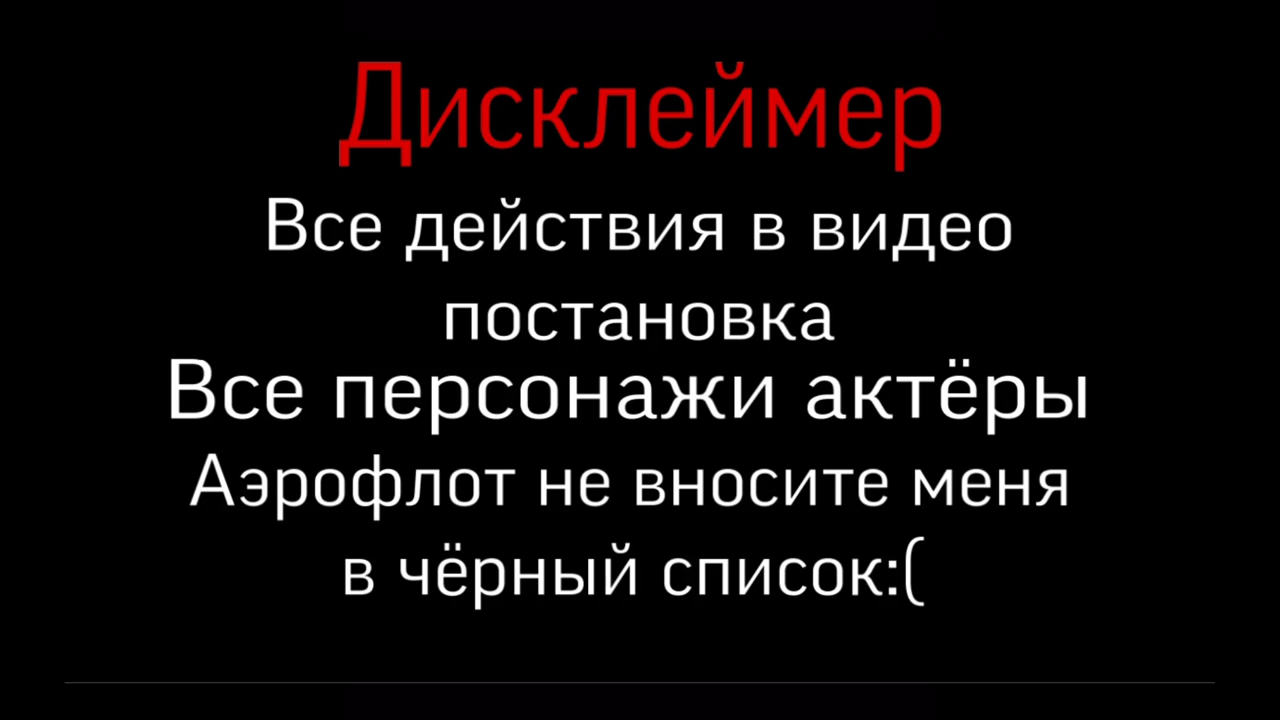 Дисклеймер
Все действия в видео
постановка
Все персонажи актёры
Аэрофлот не вносите меня
в чёрный список:(